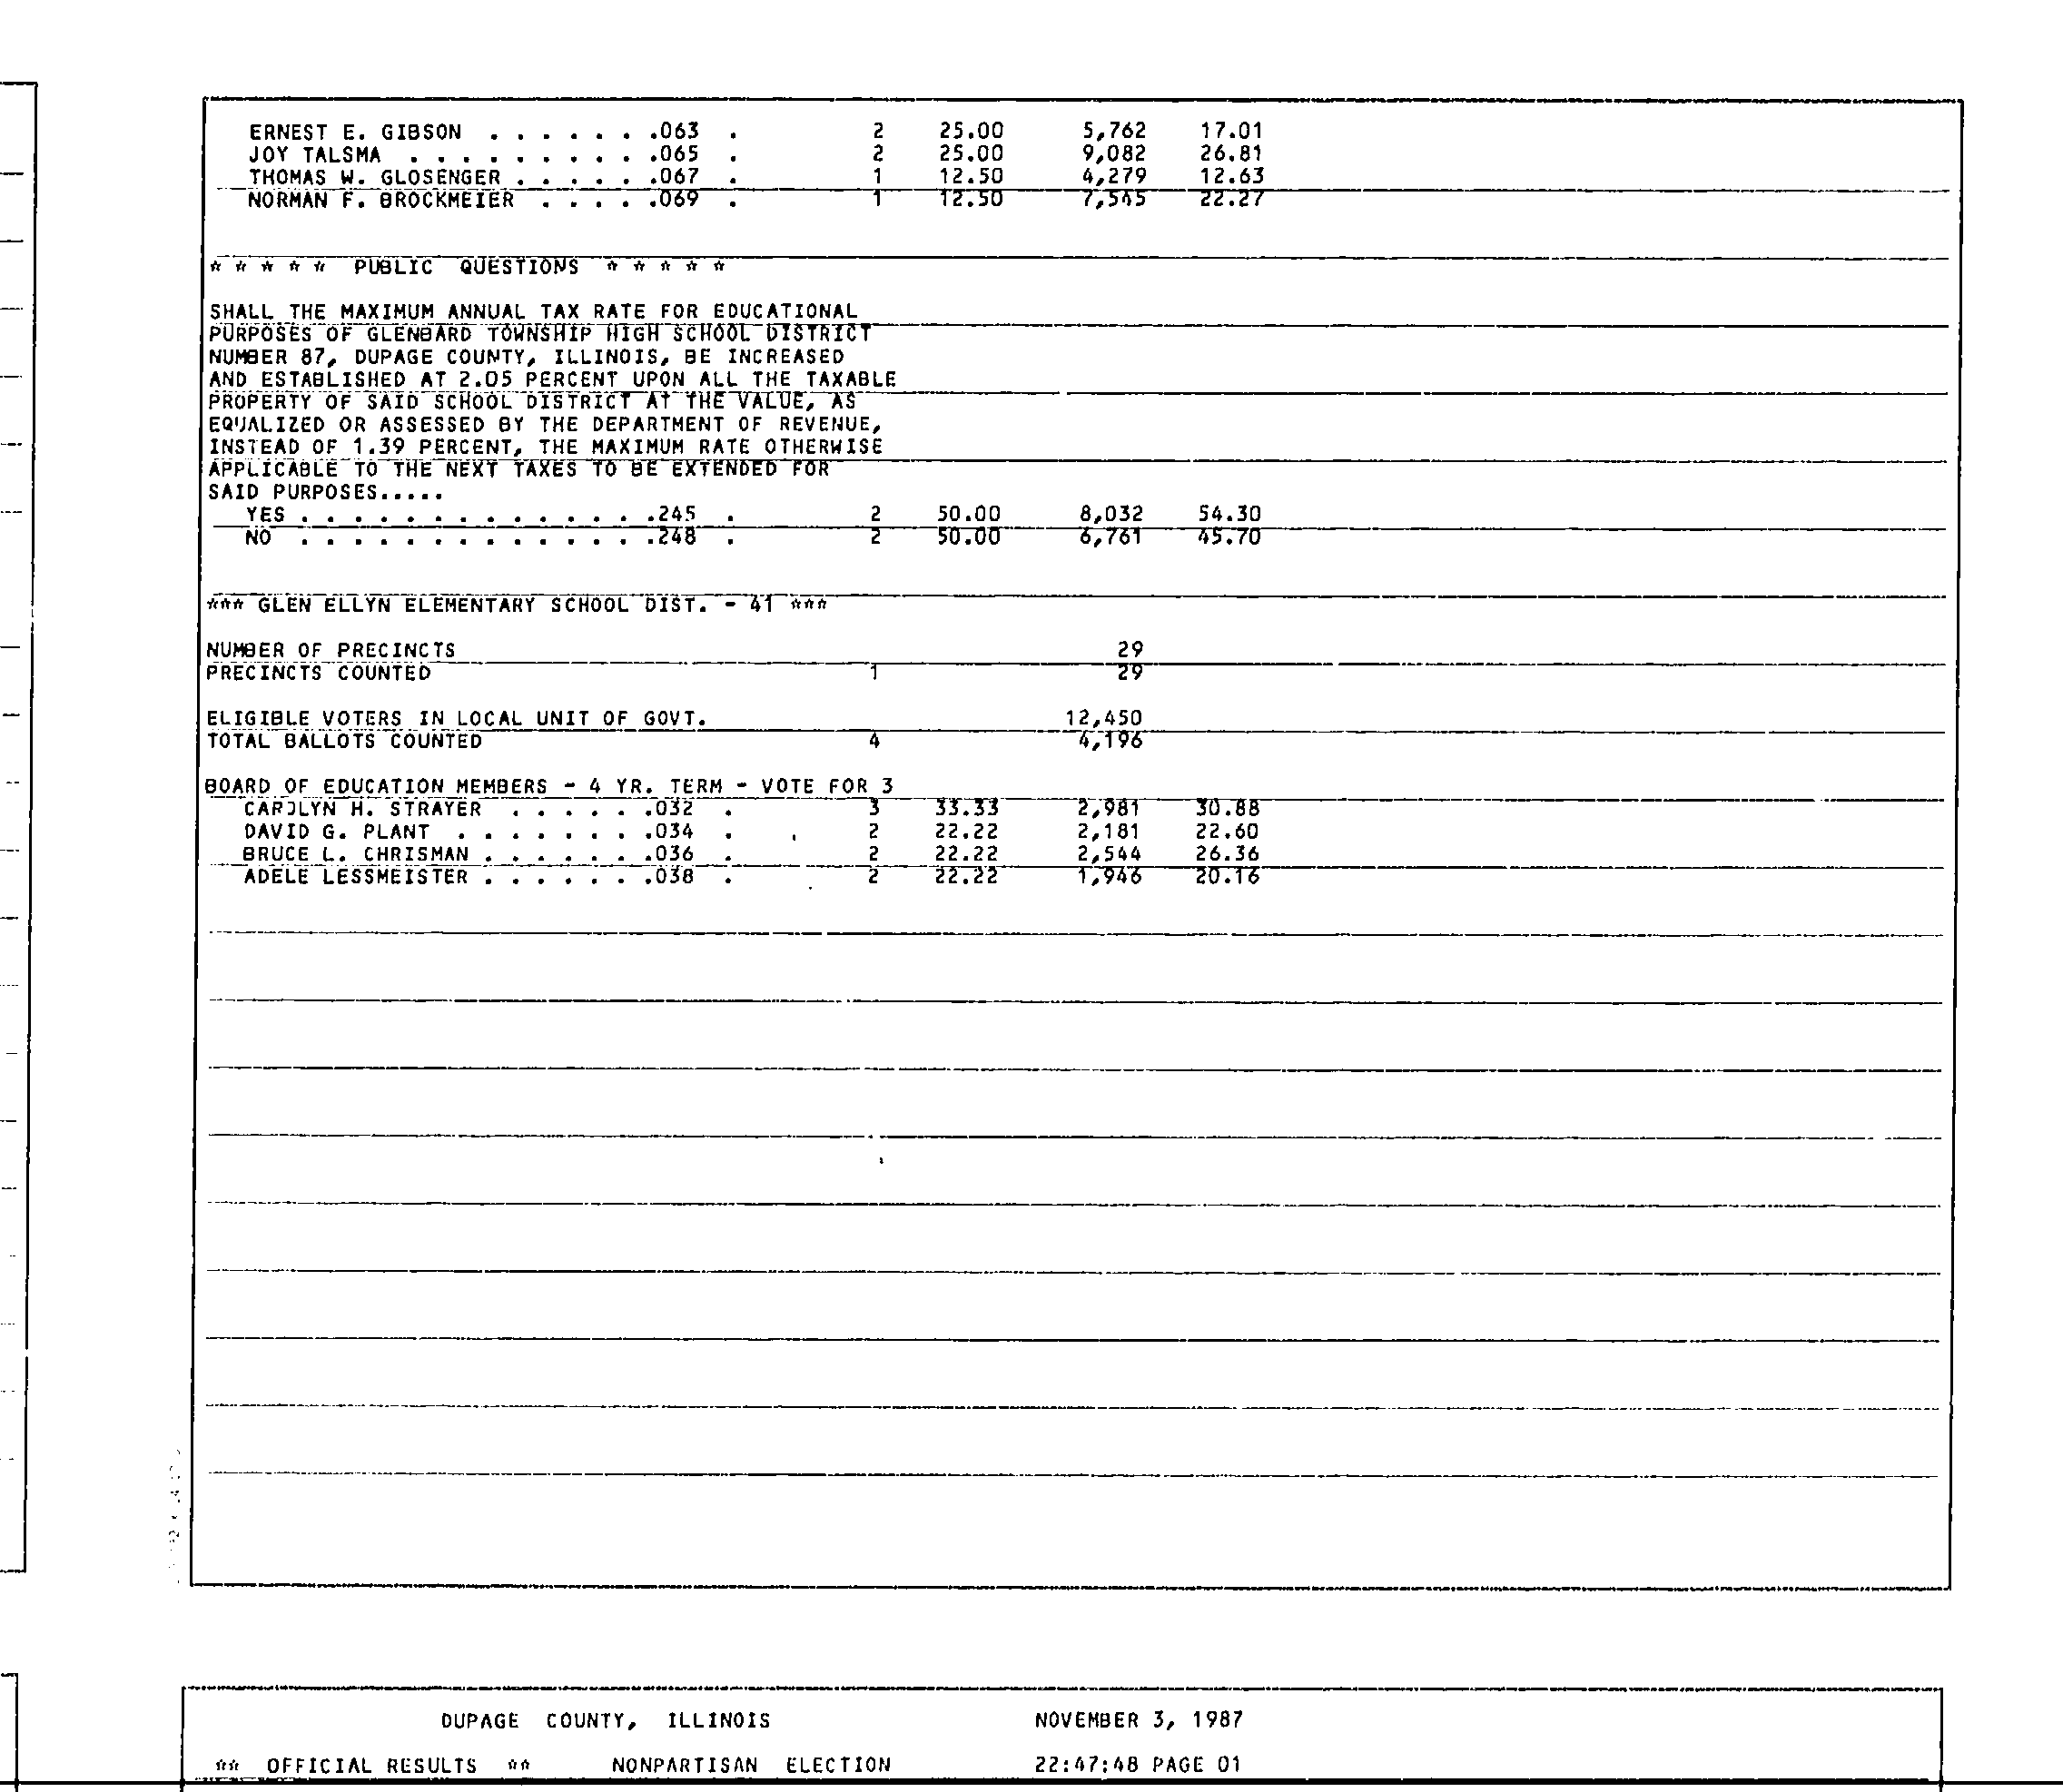 ERNEST E. GIBSON . . . . . . .063 . 2 25.00 5,762 17.01
JOY TALSMA . . . . . . . . . .065 . 2 25.00 9,082 26.81
THOMAS W. GLOSENGER . . . . . .067 . 1 12.50 4,279 12.63
NORMAN F. BROCKMEIER . . . . .069 . 1 12.50 7,545 22.27
* * * * * PUBLIC QUESTIONS * * * * *
SHALL THE MAXIMUM ANNUAL TAX RATE FOR EDUCATIONAL
PURPOSES OF GLENBARD TOWNSHIP HIGH SCHOOL DISTRICT
NUMBER 87, DUPAGE COUNTY, ILLINOIS, BE INCREASED
AND ESTABLISHED AT 2.05 PERCENT UPON ALL THE TAXABLE
PROPERTY OF SAID SCHOOL DISTRICT AT THE VALUE, AS
EQUALIZED OR ASSESSED BY THE DEPARTMENT OF REVENUE,
INSTEAD OF 1.39 PERCENT, THE MAXIMUM RATE OTHERWISE
APPLICABLE TO THE NEXT TAXES TO BE EXTENDED FOR
SAID PURPOSES.....
YES . . . . . . . . . . . . . .245 . 2 50.00 8,032 54.30
NO . . . . . . . . . . . . . .248 . 2 50.00 6,761 45.70
*** GLEN ELLYN ELEMENTARY SCHOOL DIST. - 41 ***
NUMBER OF PRECINCTS 29
PRECINCTS COUNTED 1 29
ELIGIBLE VOTERS IN LOCAL UNIT OF GOVT. 12,450
TOTAL BALLOTS COUNTED 4 4,196
BOARD OF EDUCATION MEMBERS - 4 YR. TERM - VOTE FOR 3
CAROLYN H. STRAYER . . . . . .032 . 3 33.33 2,981 30.88
DAVID G. PLANT . . . . . . . .034 . 2 22.22 2,181 22.60
BRUCE L. CHRISMAN . . . . . . .036 . 2 22.22 2,544 26.36
ADELE LESSMEISTER . . . . . . .038 . 2 22.22 1,946 20.16
DUPAGE COUNTY, ILLINOIS NOVEMBER 3, 1987
** OFFICIAL RESULTS ** NONPARTISAN ELECTION 22:47:48 PAGE 01